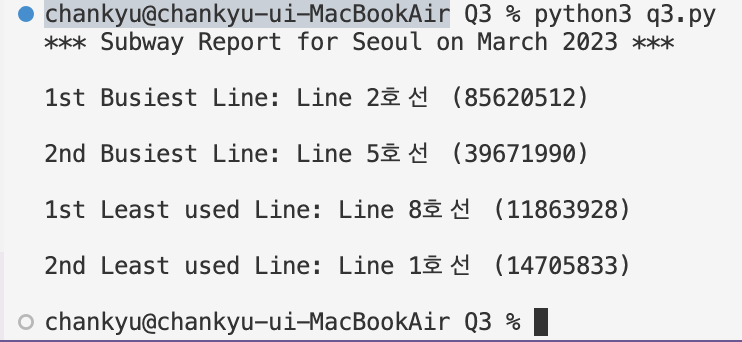 chankyu@chankyu-ui-MacBookAir Q3 % python3 q3.py
*** Subway Report for Seoul on March 2023 ***
1st Busiest Line: Line 2호선 (85620512)
2nd Busiest Line: Line 5호선 (39671990)
1st Least used Line: Line 8호선 (11863928)
2nd Least used Line: Line 1호선 (14705833)
chankyu@chankyu-ui-MacBookAir Q3 %